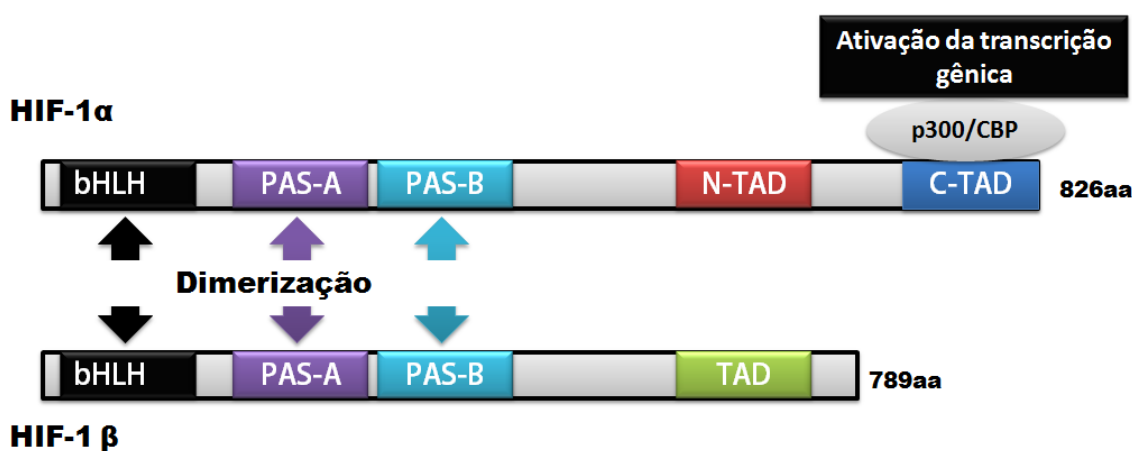 Ativação da transcrição
gênica
HIF-1α
p300/CBP
bHLH PAS-A PAS-B N-TAD C-TAD 826aa
Dimerização
bHLH PAS-A PAS-B TAD 789aa
HIF-1 β